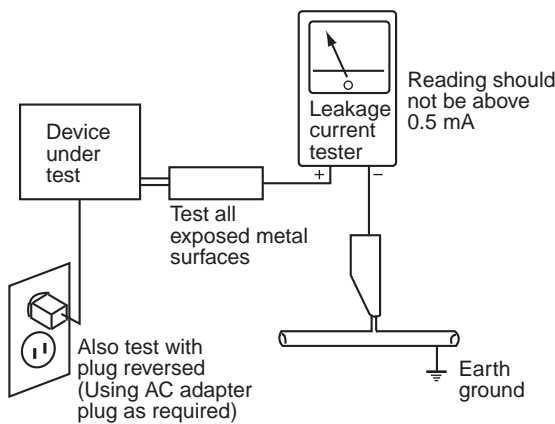 Device
under
test
Leakage
current
tester
Reading should
not be above
0.5 mA
+
−
Test all
exposed metal
surfaces
Also test with
plug reversed
(Using AC adapter
plug as required)
Earth
ground